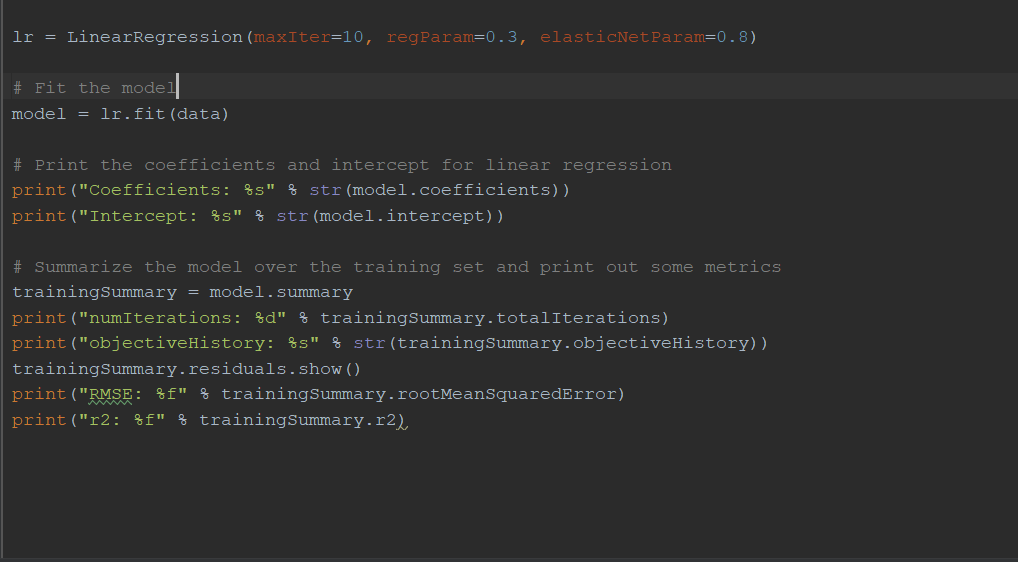 lr = LinearRegression(maxIter=10, regParam=0.3, elasticNetParam=0.8)
# Fit the model
model = lr.fit(data)
# Print the coefficients and intercept for linear regression
print("Coefficients: %s" % str(model.coefficients))
print("Intercept: %s" % str(model.intercept))
# Summarize the model over the training set and print out some metrics
trainingSummary = model.summary
print("numIterations: %d" % trainingSummary.totalIterations)
print("objectiveHistory: %s" % str(trainingSummary.objectiveHistory))
trainingSummary.residuals.show()
print("RMSE: %f" % trainingSummary.rootMeanSquaredError)
print("r2: %f" % trainingSummary.r2)